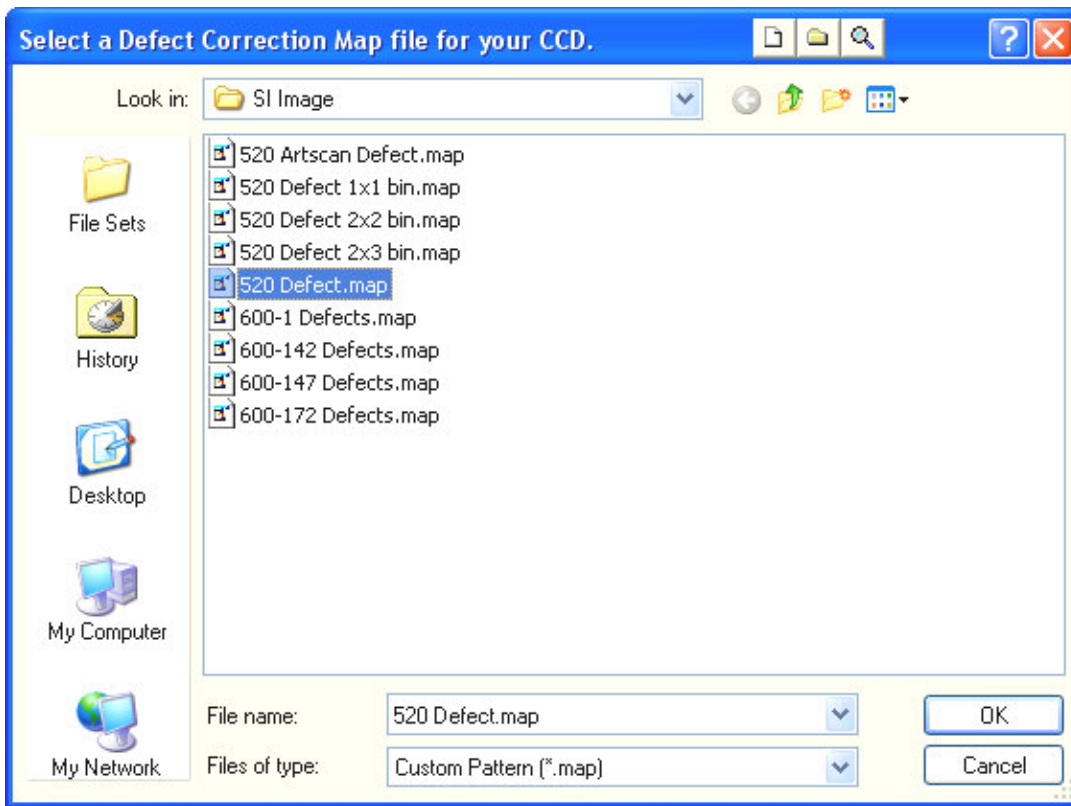 Select a Defect Correction Map file for your CCD.
Look in: SI Image
520 Artscan Defect.map
520 Defect 1x1 bin.map
520 Defect 2x2 bin.map
520 Defect 2x3 bin.map
520 Defect.map
600-1 Defects.map
600-142 Defects.map
600-147 Defects.map
600-172 Defects.map
File Sets
History
Desktop
My Computer
My Network
File name: 520 Defect.map OK
Files of type: Custom Pattern (*.map) Cancel